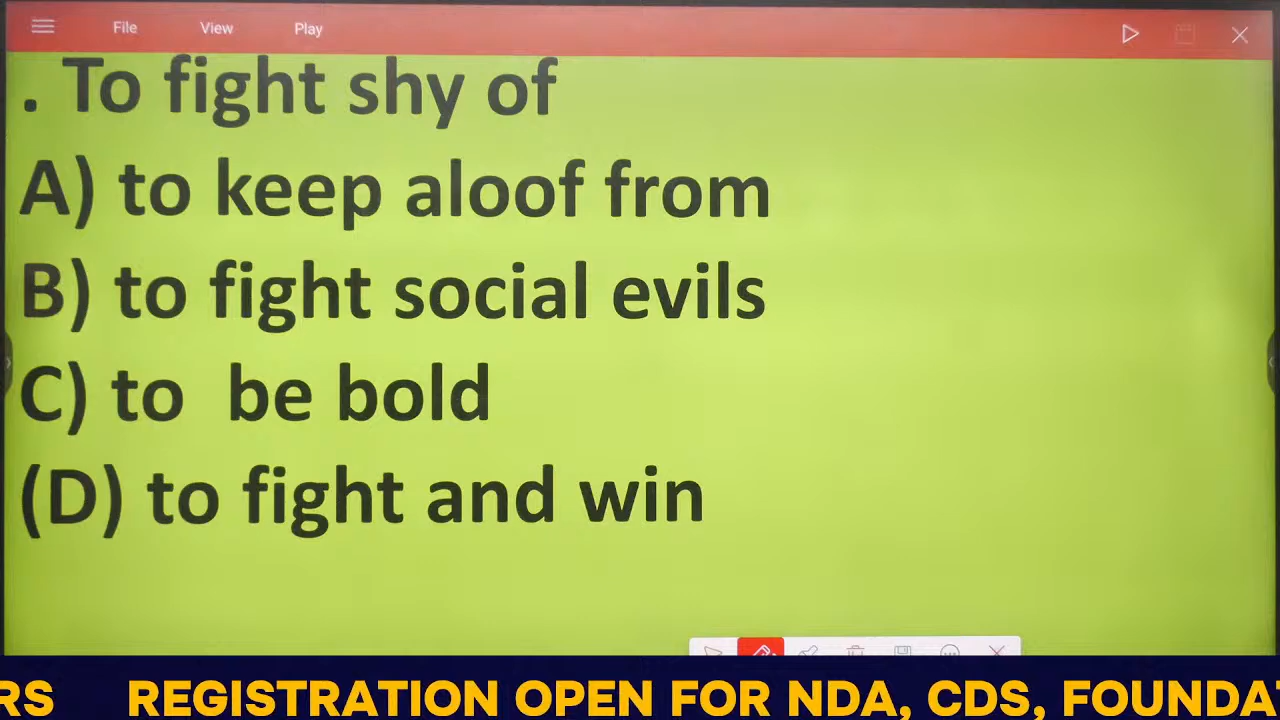 File View Play
. To fight shy of
A) to keep aloof from
B) to fight social evils
C) to be bold
(D) to fight and win
RS REGISTRATION OPEN FOR NDA, CDS, FOUNDAT